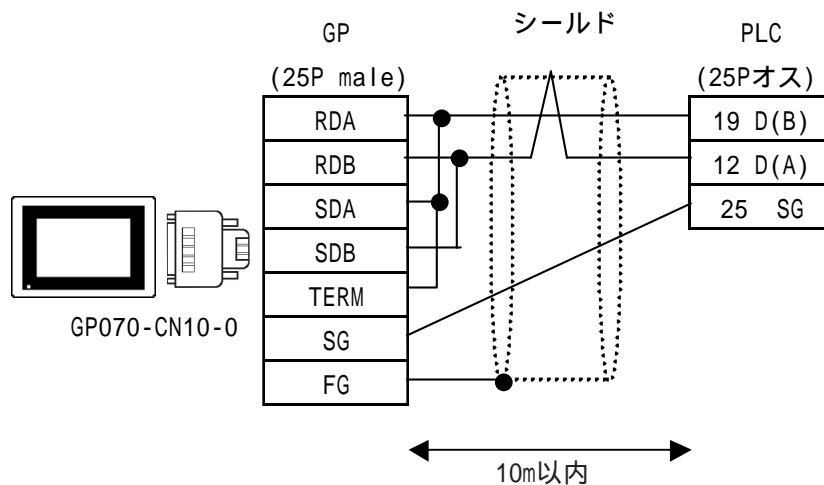 シールド
GP
PLC
(25P male)
(25Pオス)
RDA
RDB
SDA
SDB
TERM
SG
FG
19 D(B)
12 D(A)
25 SG
GP070-CN10-0
10m以内